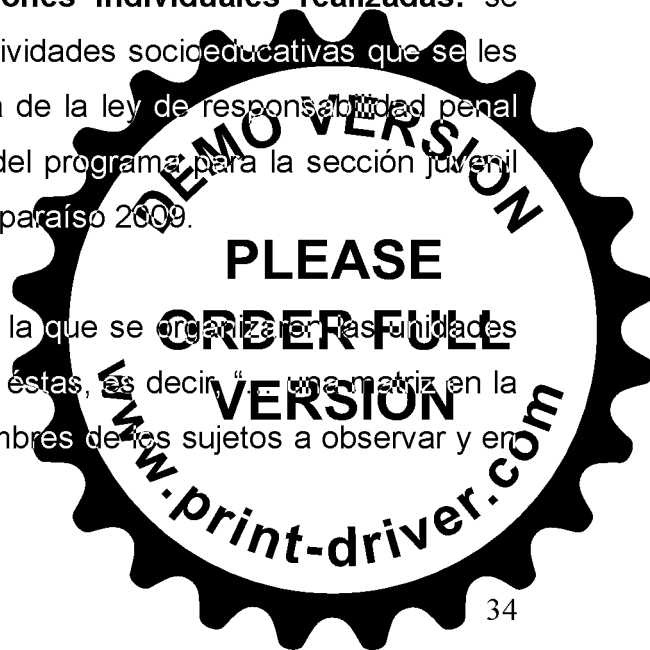 ones individuales realizadas: se
ividades socioeducativas que se les
a de la ley de responsabilidad penal
del programa para la sección juvenil
paraíso 2009.
la que se organizaron las unidades
éstas, es decir, “... una matriz en la
mbres de los sujetos a observar y en
DEMO VERSION
PLEASE
ORDER FULL
VERSION
www.print-driver.com
34